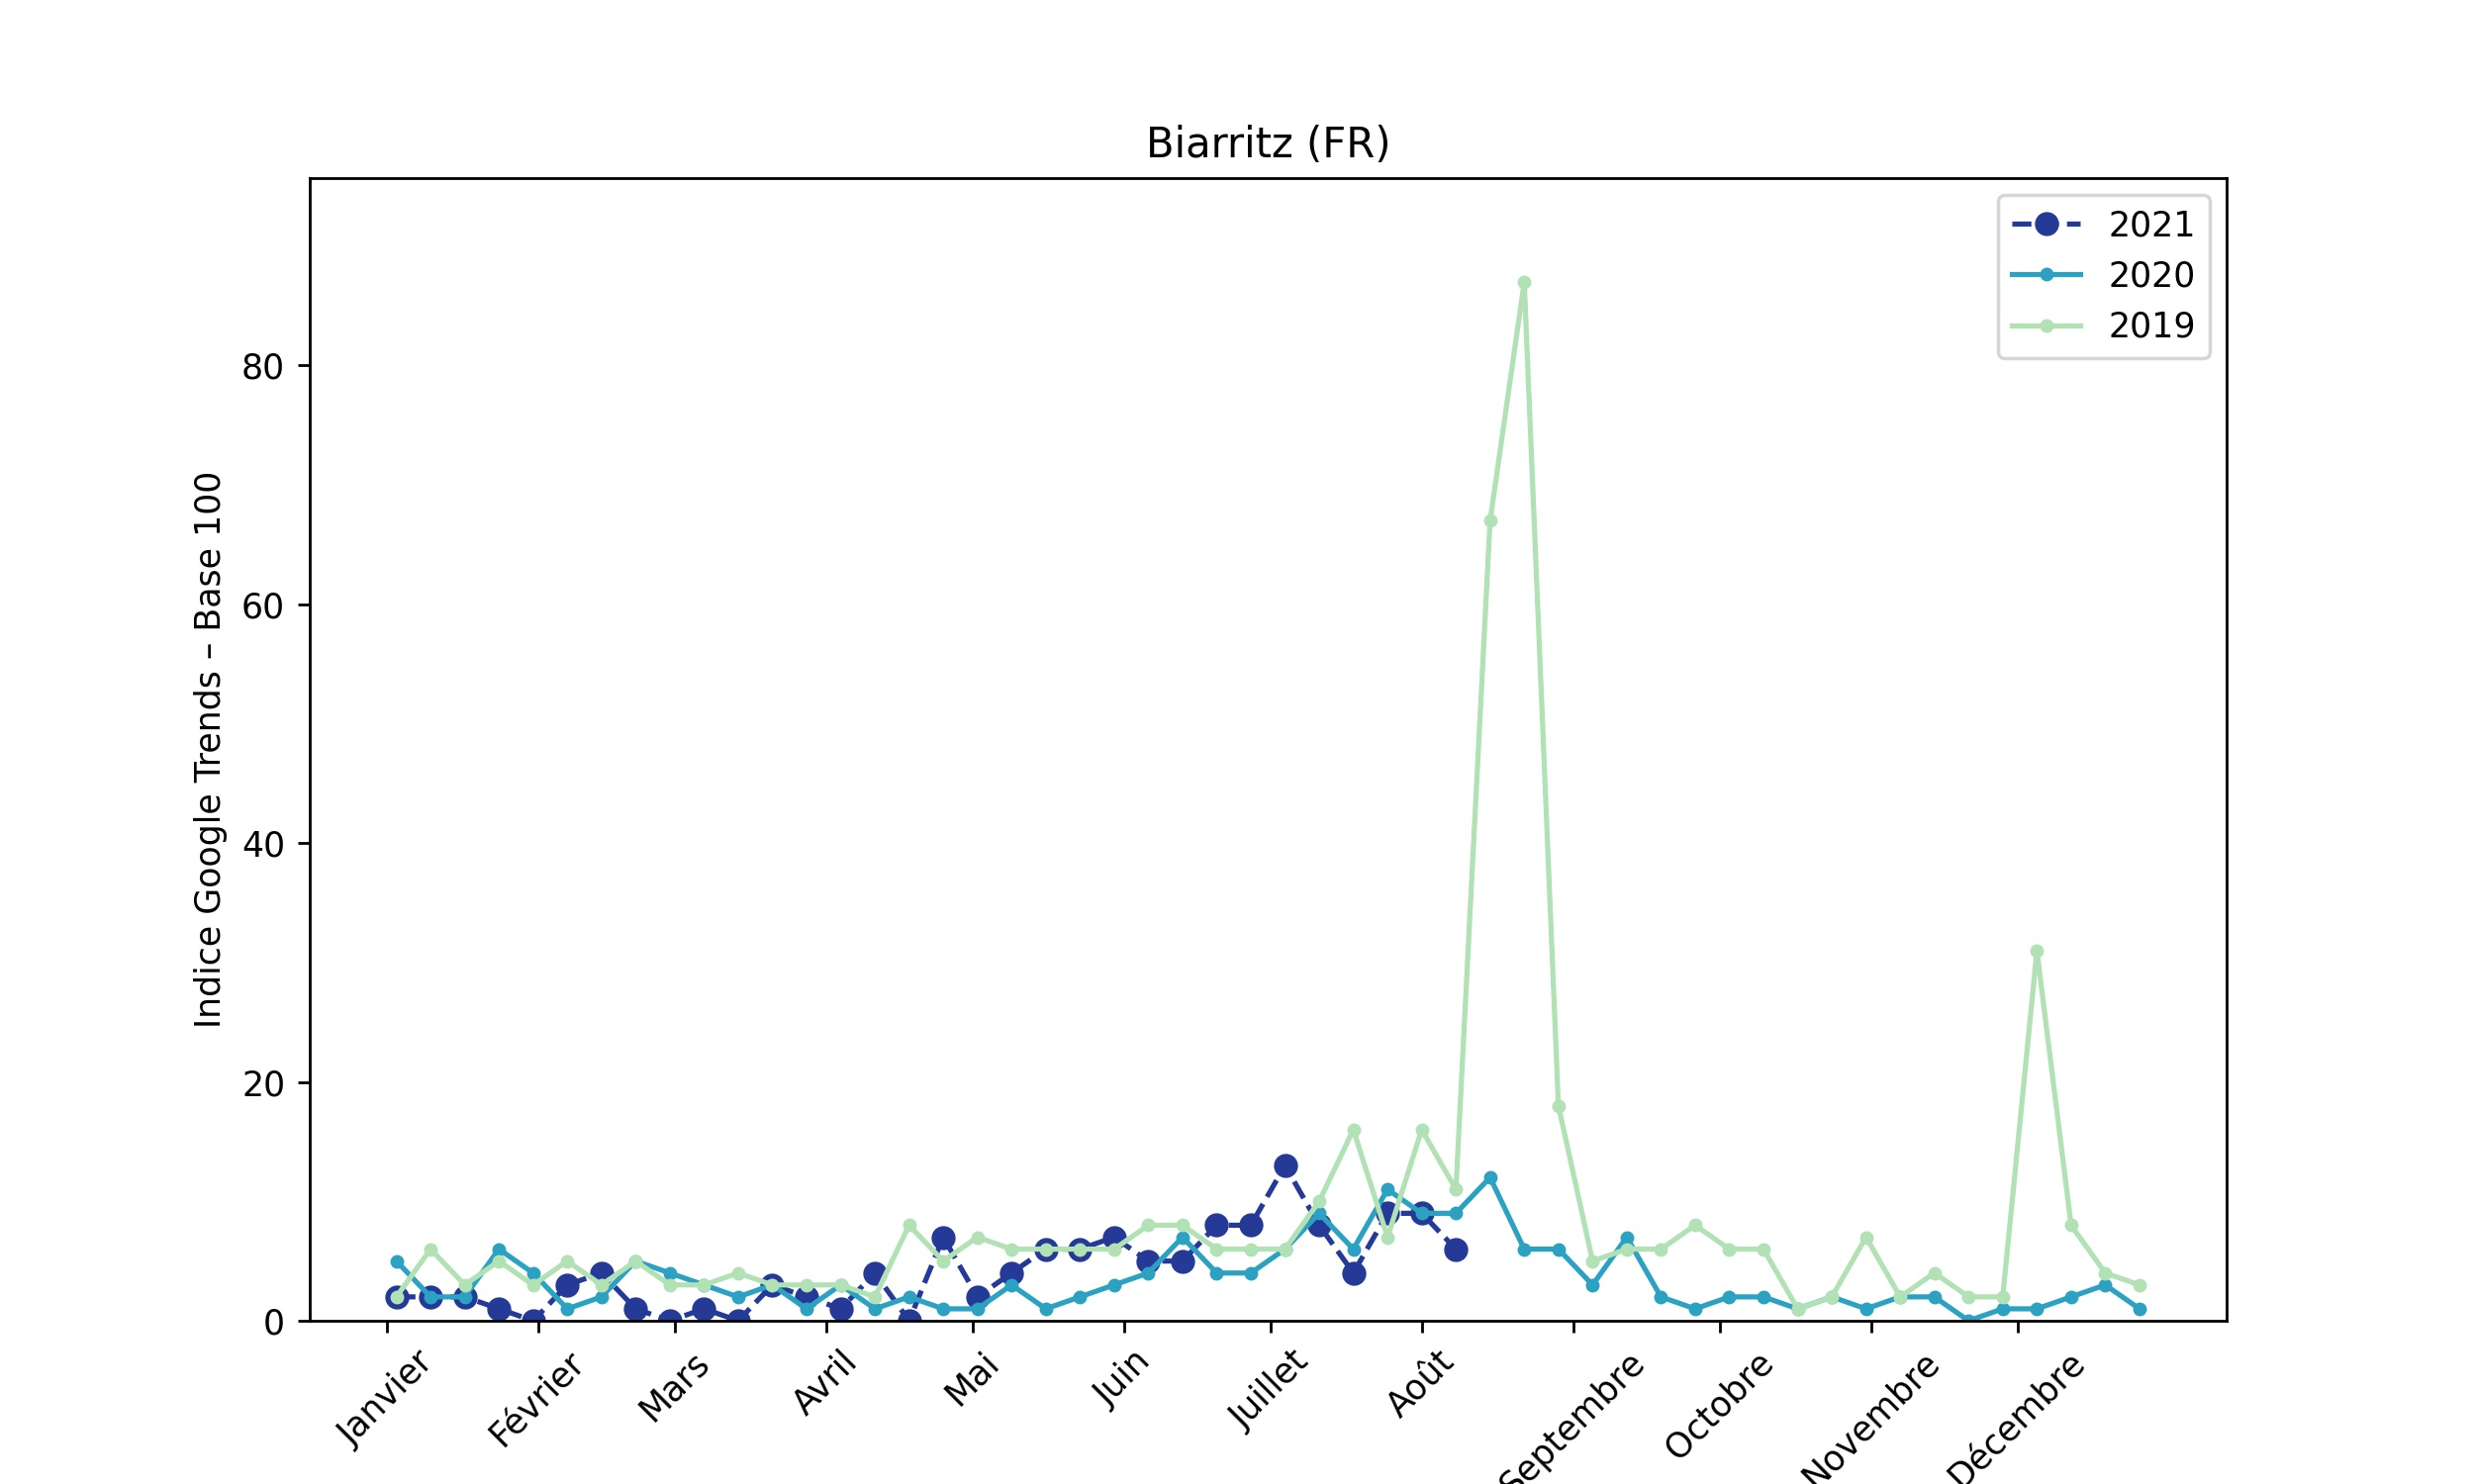 Biarritz (FR)
2021
2020
2019
Indice Google Trends – Base 100
80
60
40
20
0
Janvier
Février
Mars
Avril
Mai
Juin
Juillet
Août
Septembre
Octobre
Novembre
Décembre